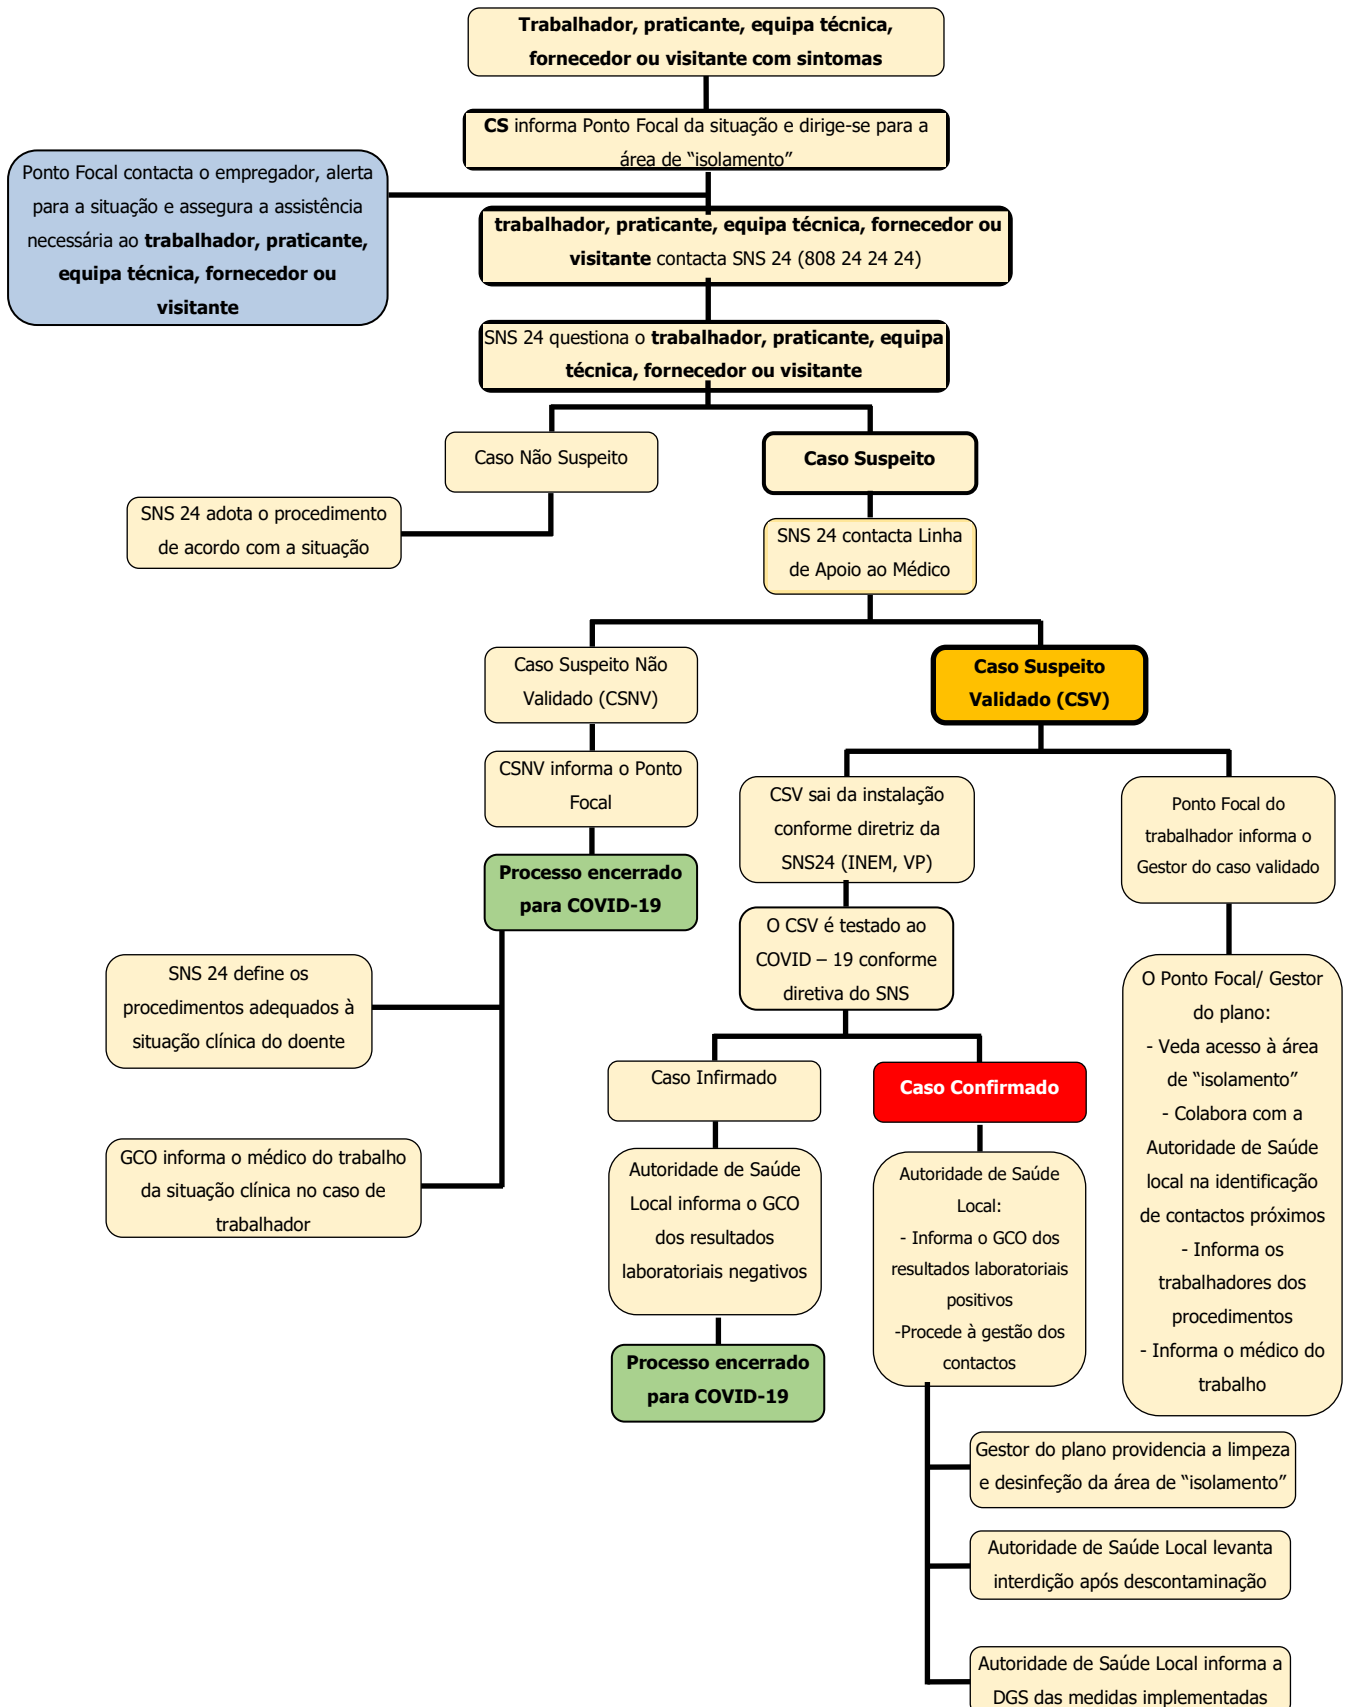 Trabalhador, praticante, equipa técnica,
fornecedor ou visitante com sintomas
CS informa Ponto Focal da situação e dirige-se para a
área de “isolamento”
Ponto Focal contacta o empregador, alerta
para a situação e assegura a assistência
necessária ao trabalhador, praticante,
equipa técnica, fornecedor ou
visitante
trabalhador, praticante, equipa técnica, fornecedor ou
visitante contacta SNS 24 (808 24 24 24)
SNS 24 questiona o trabalhador, praticante, equipa
técnica, fornecedor ou visitante
Caso Não Suspeito
Caso Suspeito
SNS 24 adota o procedimento
de acordo com a situação
SNS 24 contacta Linha
de Apoio ao Médico
Caso Suspeito Não
Validado (CSNV)
Caso Suspeito
Validado (CSV)
CSNV informa o Ponto
Focal
CSV sai da instalação
conforme diretriz da
SNS24 (INEM, VP)
Ponto Focal do
trabalhador informa o
Gestor do caso validado
Processo encerrado
para COVID-19
O CSV é testado ao
COVID – 19 conforme
diretiva do SNS
SNS 24 define os
procedimentos adequados à
situação clínica do doente
O Ponto Focal/ Gestor
do plano:
- Veda acesso à área
de “isolamento”
- Colabora com a
Autoridade de Saúde
local na identificação
de contactos próximos
- Informa os
trabalhadores dos
procedimentos
- Informa o médico do
trabalho
Caso Infirmado
Caso Confirmado
GCO informa o médico do trabalho
da situação clínica no caso de
trabalhador
Autoridade de Saúde
Local informa o GCO
dos resultados
laboratoriais negativos
Autoridade de Saúde
Local:
- Informa o GCO dos
resultados laboratoriais
positivos
-Procede à gestão dos
contactos
Processo encerrado
para COVID-19
Gestor do plano providencia a limpeza
e desinfeção da área de “isolamento”
Autoridade de Saúde Local levanta
interdição após descontaminação
Autoridade de Saúde Local informa a
DGS das medidas implementadas